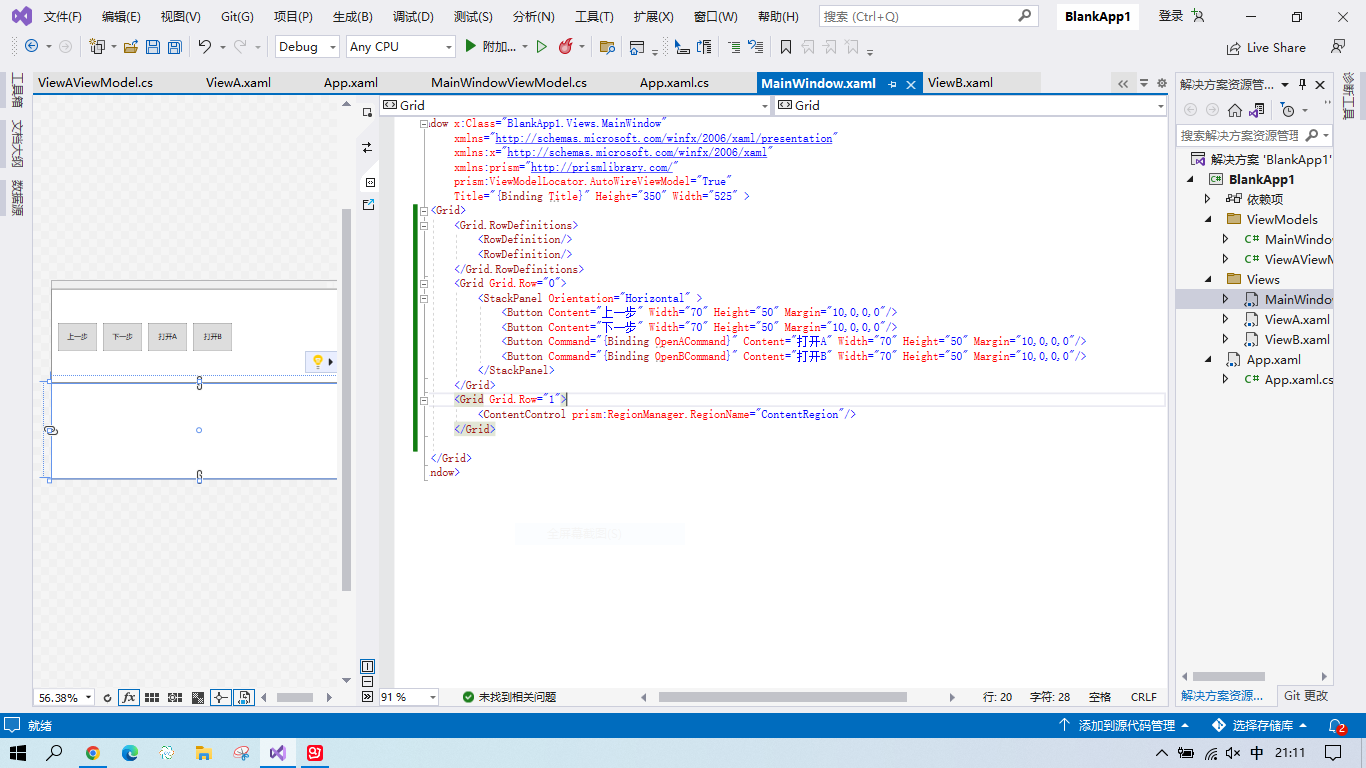 文件(F) 编辑(E) 视图(V) Git(G) 项目(P) 生成(B) 调试(D) 测试(S) 分析(N) 工具(T) 扩展(X) 窗口(W) 帮助(H) 搜索 (Ctrl+Q) BlankApp1 登录
Debug Any CPU 附加... Live Share
ViewAViewModel.cs ViewA.xaml App.xaml MainWindowViewModel.cs App.xaml.cs MainWindow.xaml ViewB.xaml
工具箱
文档大纲
数据源
Grid Grid
dow x:Class="BlankApp1.Views.MainWindow"
xmlns="http://schemas.microsoft.com/winfx/2006/xaml/presentation"
xmlns:x="http://schemas.microsoft.com/winfx/2006/xaml"
xmlns:prism="http://prismlibrary.com/"
prism:ViewModelLocator.AutoWireViewModel="True"
Title="{Binding Title}" Height="350" Width="525" >
<Grid>
<Grid.RowDefinitions>
<RowDefinition/>
<RowDefinition/>
</Grid.RowDefinitions>
<Grid Grid.Row="0">
<StackPanel Orientation="Horizontal" >
<Button Content="上一步" Width="70" Height="50" Margin="10,0,0,0"/>
<Button Content="下一步" Width="70" Height="50" Margin="10,0,0,0"/>
<Button Command="{Binding OpenACommand}" Content="打开A" Width="70" Height="50" Margin="10,0,0,0"/>
<Button Command="{Binding OpenBCommand}" Content="打开B" Width="70" Height="50" Margin="10,0,0,0"/>
</StackPanel>
</Grid>
<Grid Grid.Row="1">
<ContentControl prism:RegionManager.RegionName="ContentRegion"/>
</Grid>
</Grid>
ndow>
上一步 下一步 打开A 打开B
全屏幕截图(S)
56.38% fx 91 % 未找到相关问题 行: 20 字符: 28 空格 CRLF
解决方案资源管...
搜索解决方案资源管理
解决方案 'BlankApp1'
BlankApp1
依赖项
ViewModels
MainWindow
ViewAViewM
Views
MainWindow
ViewA.xaml
ViewB.xaml
App.xaml
App.xaml.cs
解决方案资源... Git 更改
诊断工具
就绪 添加到源代码管理 选择存储库 2
中 21:11